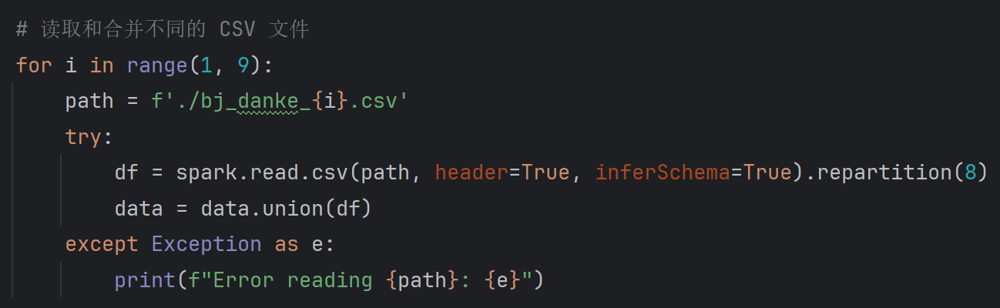 # 读取和合并不同的 CSV 文件
for i in range(1, 9):
    path = f'./bj_danke_{i}.csv'
    try:
        df = spark.read.csv(path, header=True, inferSchema=True).repartition(8)
        data = data.union(df)
    except Exception as e:
        print(f"Error reading {path}: {e}")